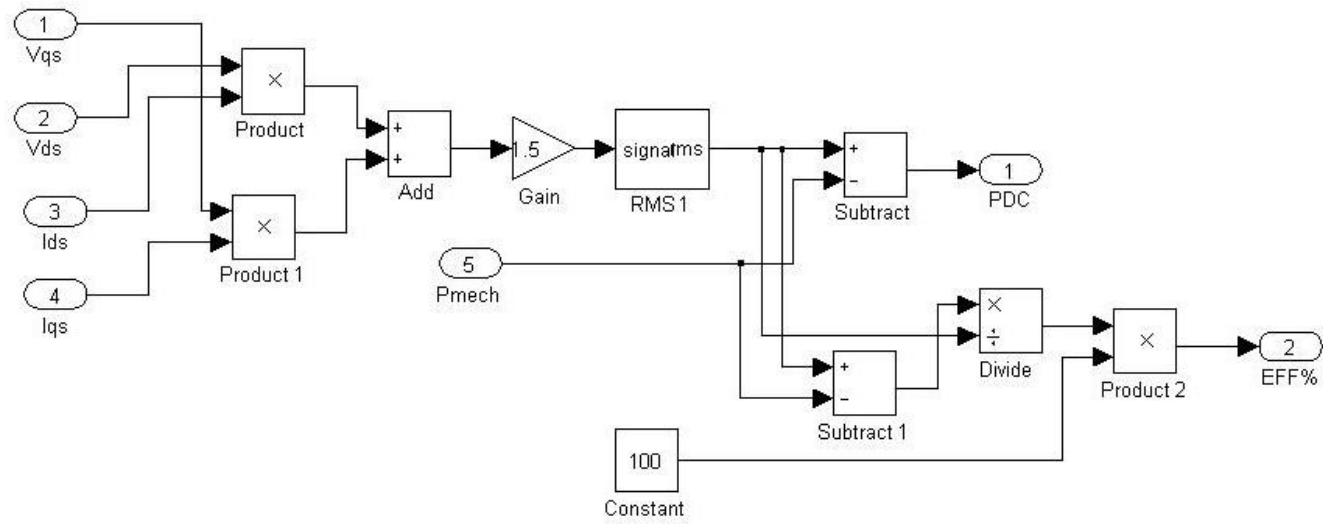 1
Vqs
2
Vds
3
Ids
4
Iqs
×
Product
×
Product 1
+
+
Add
1.5
Gain
signal rms
RMS 1
+
−
Subtract
1
PDC
5
Pmech
+
−
Subtract 1
×
÷
Divide
×
Product 2
2
EFF%
100
Constant